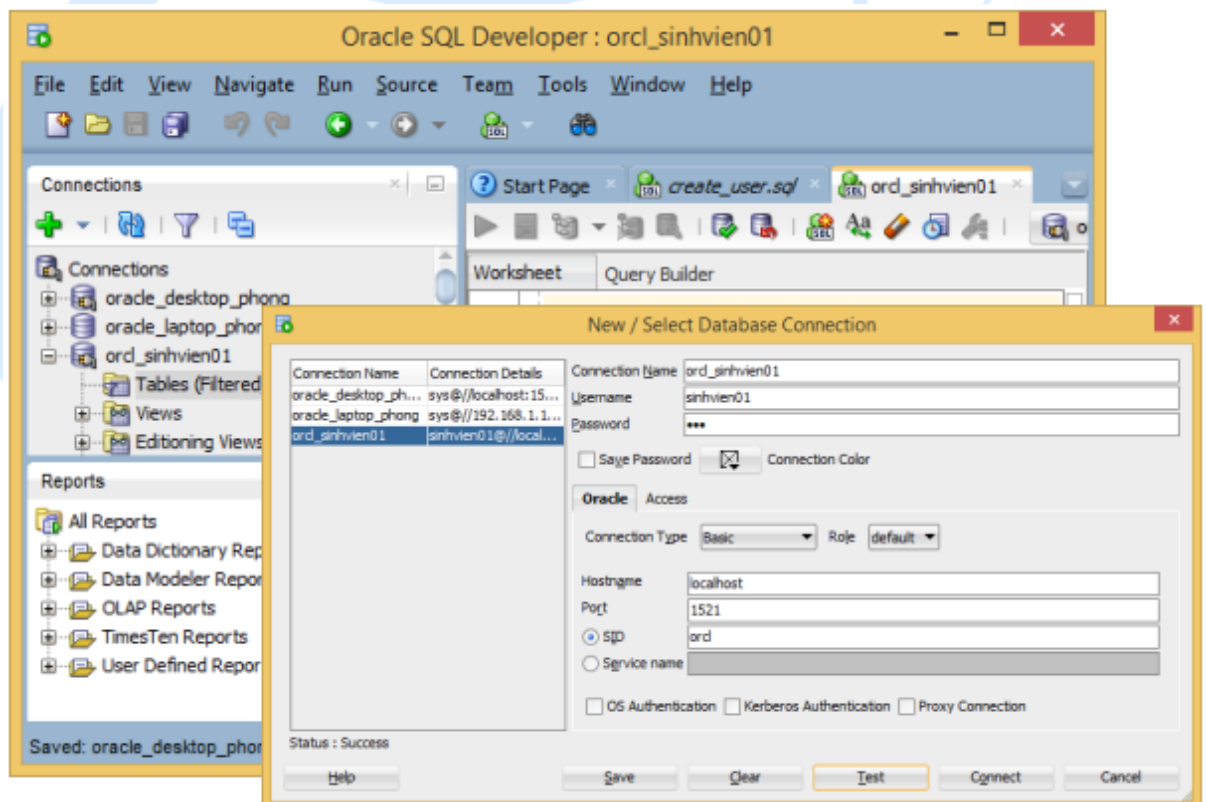 Oracle SQL Developer : orcl_sinhvien01
File Edit View Navigate Run Source Team Tools Window Help
Connections
Start Page
create_user.sql
orcl_sinhvien01
Connections
oracle_desktop_phong
oracle_laptop_phon
orcl_sinhvien01
Tables (Filtered
Views
Editioning Views
Worksheet Query Builder
Reports
All Reports
Data Dictionary Rep
Data Modeler Repor
OLAP Reports
TimesTen Reports
User Defined Repor
Saved: oracle_desktop_phon
New / Select Database Connection
Connection Name Connection Details
oracle_desktop_ph... sys@//localhost:15...
oracle_laptop_phong sys@//192.168.1.1...
orcl_sinhvien01 sinhvien01@//local...
Connection Name orcl_sinhvien01
Username sinhvien01
Password •••
Save Password Connection Color
Oracle Access
Connection Type Basic Role default
Hostname localhost
Port 1521
SID orcl
Service name
OS Authentication Kerberos Authentication Proxy Connection
Status : Success
Help Save Clear Test Connect Cancel